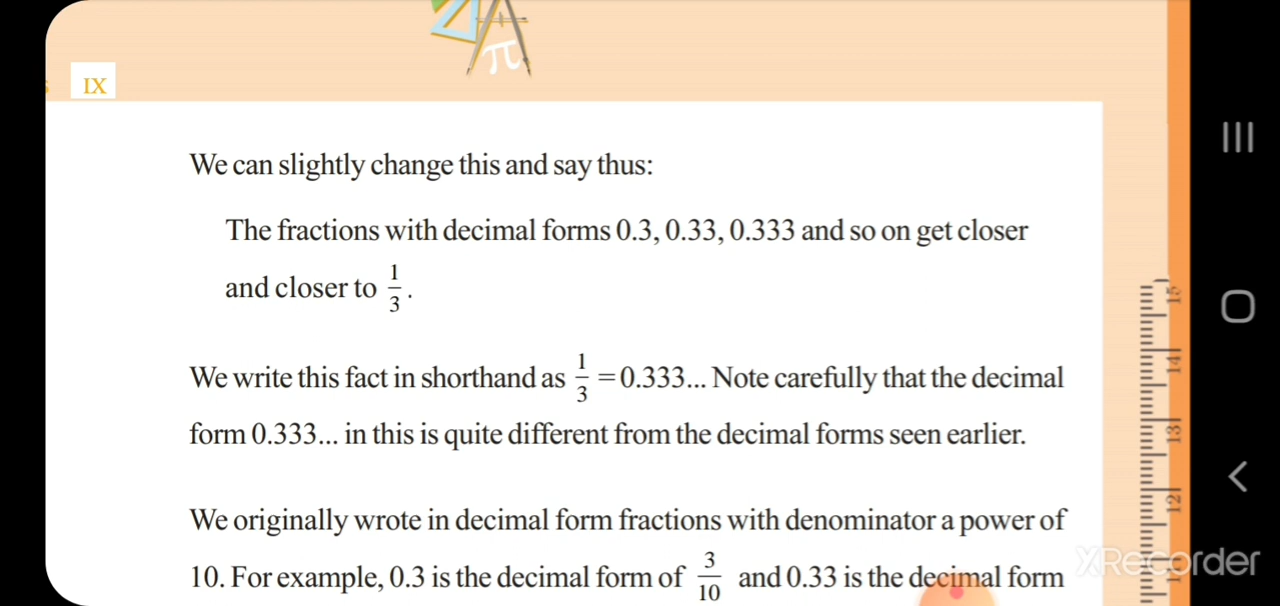 π
IX
We can slightly change this and say thus:
The fractions with decimal forms 0.3, 0.33, 0.333 and so on get closer
and closer to 1/3.
We write this fact in shorthand as 1/3 = 0.333... Note carefully that the decimal
form 0.333... in this is quite different from the decimal forms seen earlier.
We originally wrote in decimal form fractions with denominator a power of
10. For example, 0.3 is the decimal form of 3/10 and 0.33 is the decimal form
15
14
13
12
XRecorder